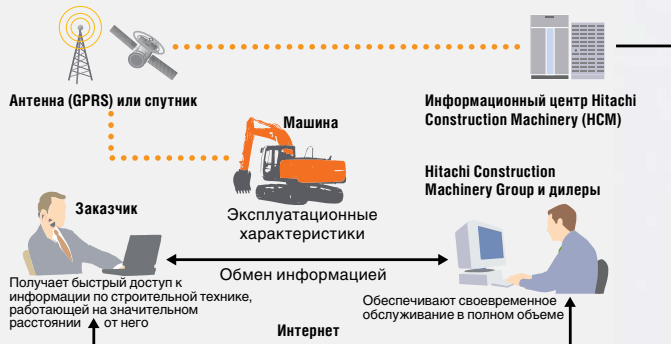 Антенна (GPRS) или спутник
Информационный центр Hitachi
Construction Machinery (HCM)
Машина
Hitachi Construction
Machinery Group и дилеры
Заказчик
Эксплуатационные
характеристики
Обмен информацией
Получает быстрый доступ к
информации по строительной технике,
работающей на значительном
расстоянии от него
Обеспечивают своевременное
обслуживание в полном объеме
Интернет